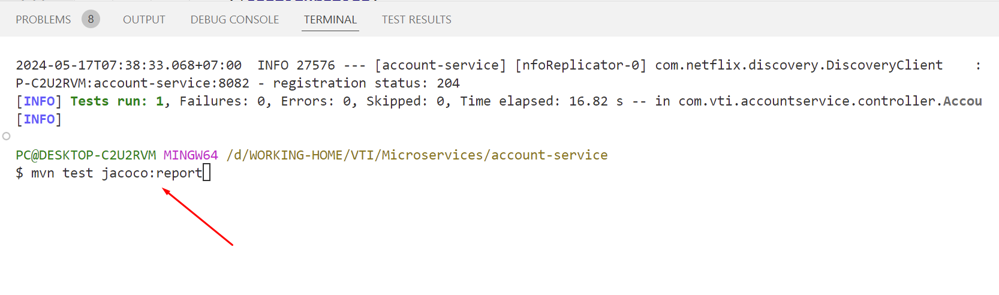 PROBLEMS 8 OUTPUT DEBUG CONSOLE TERMINAL TEST RESULTS
2024-05-17T07:38:33.068+07:00  INFO 27576 --- [account-service] [nfoReplicator-0] com.netflix.discovery.DiscoveryClient    :
P-C2U2RVM:account-service:8082 - registration status: 204
[INFO] Tests run: 1, Failures: 0, Errors: 0, Skipped: 0, Time elapsed: 16.82 s -- in com.vti.accountservice.controller.Accou
[INFO]
PC@DESKTOP-C2U2RVM MINGW64 /d/WORKING-HOME/VTI/Microservices/account-service
$ mvn test jacoco:report